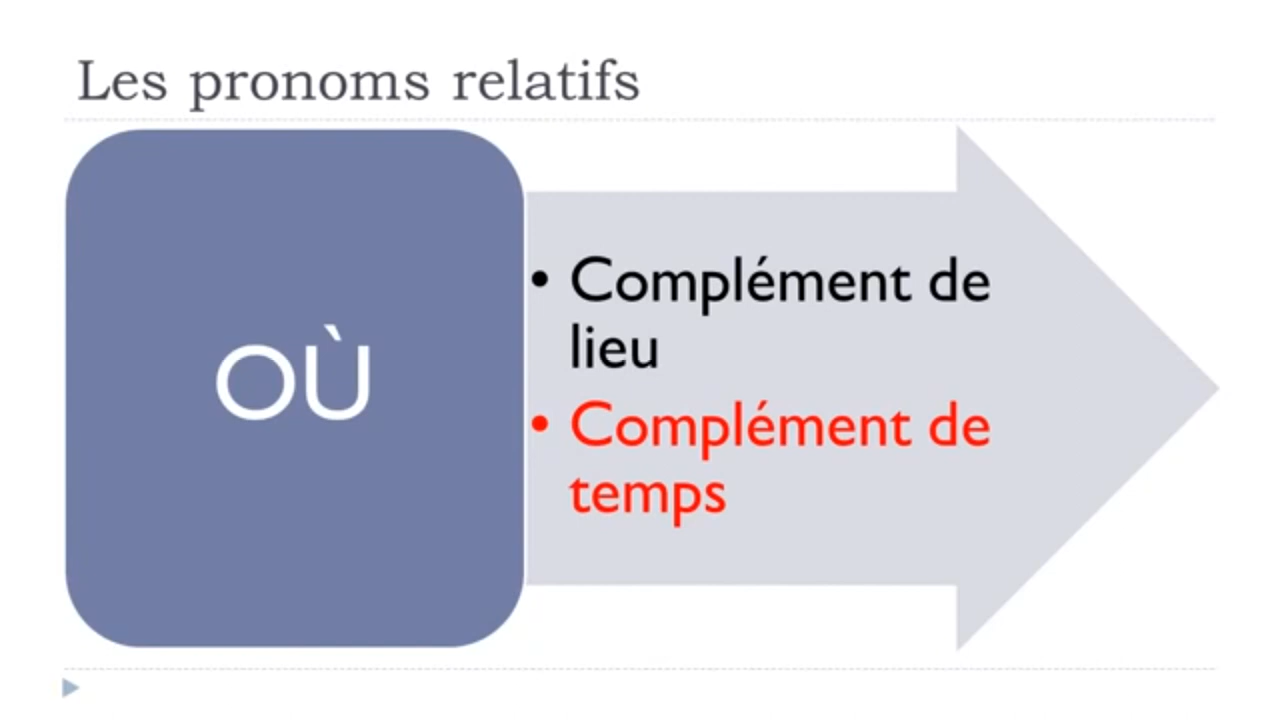 Les pronoms relatifs
OÙ
• Complément de
lieu
• Complément de
temps